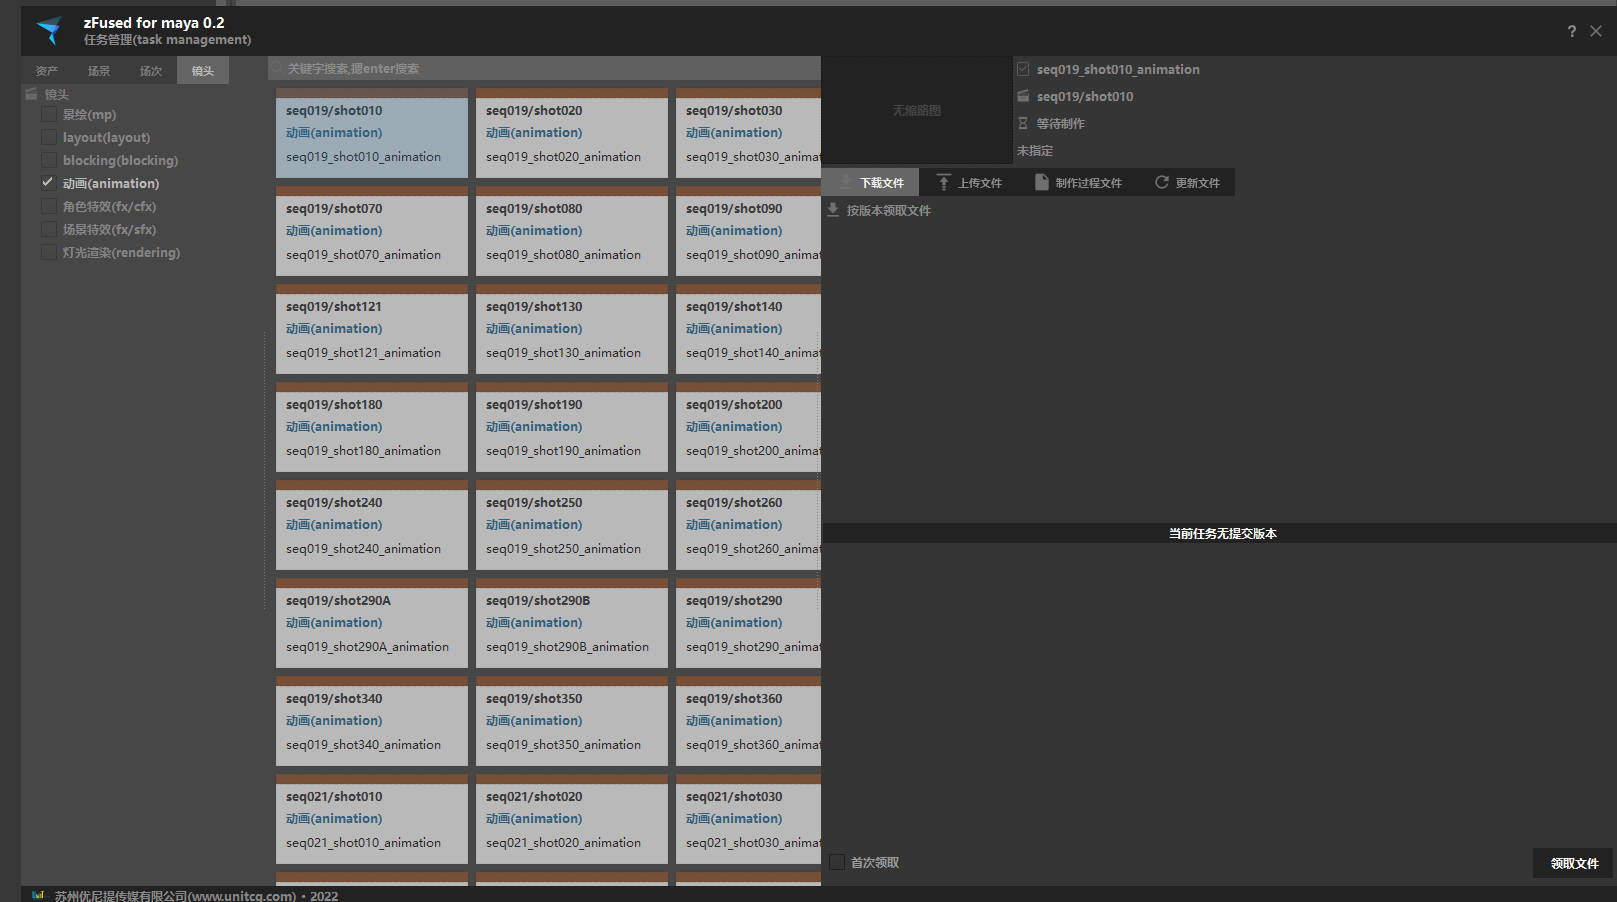 zFused for maya 0.2
任务管理(task management)
?
资产 场景 场次 镜头
镜头
景绘(mp)
layout(layout)
blocking(blocking)
动画(animation)
角色特效(fx/cfx)
场景特效(fx/sfx)
灯光渲染(rendering)
关键字搜索,摁enter搜索
seq019/shot010 seq019/shot020 seq019/shot030
动画(animation) 动画(animation) 动画(animation)
seq019_shot010_animation seq019_shot020_animation seq019_shot030_animat
seq019/shot070 seq019/shot080 seq019/shot090
动画(animation) 动画(animation) 动画(animation)
seq019_shot070_animation seq019_shot080_animation seq019_shot090_animat
seq019/shot121 seq019/shot130 seq019/shot140
动画(animation) 动画(animation) 动画(animation)
seq019_shot121_animation seq019_shot130_animation seq019_shot140_animat
seq019/shot180 seq019/shot190 seq019/shot200
动画(animation) 动画(animation) 动画(animation)
seq019_shot180_animation seq019_shot190_animation seq019_shot200_animat
seq019/shot240 seq019/shot250 seq019/shot260
动画(animation) 动画(animation) 动画(animation)
seq019_shot240_animation seq019_shot250_animation seq019_shot260_animat
seq019/shot290A seq019/shot290B seq019/shot290
动画(animation) 动画(animation) 动画(animation)
seq019_shot290A_animation seq019_shot290B_animation seq019_shot290_animat
seq019/shot340 seq019/shot350 seq019/shot360
动画(animation) 动画(animation) 动画(animation)
seq019_shot340_animation seq019_shot350_animation seq019_shot360_animat
seq021/shot010 seq021/shot020 seq021/shot030
动画(animation) 动画(animation) 动画(animation)
seq021_shot010_animation seq021_shot020_animation seq021_shot030_animat
无缩略图
seq019_shot010_animation
seq019/shot010
等待制作
未指定
下载文件 上传文件 制作过程文件 更新文件
按版本领取文件
当前任务无提交版本
首次领取
领取文件
苏州优尼提传媒有限公司(www.unitcg.com) • 2022